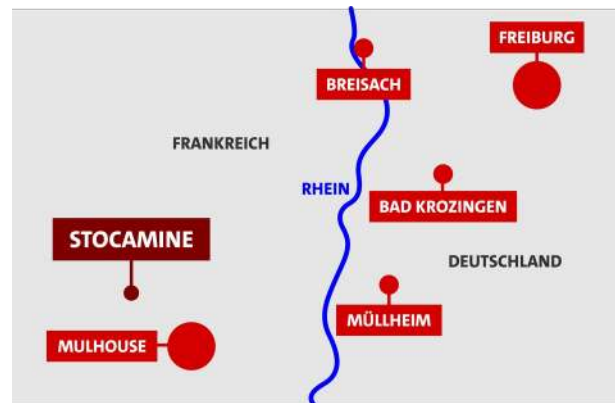 FREIBURG
BREISACH
FRANKREICH
RHEIN
BAD KROZINGEN
STOCAMINE
DEUTSCHLAND
MÜLLHEIM
MULHOUSE